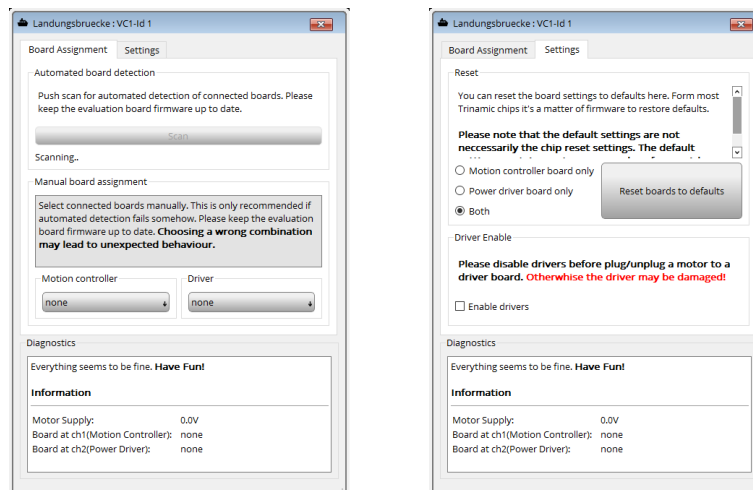 Landungsbruecke : VC1-Id 1
Board Assignment Settings
Automated board detection
Push scan for automated detection of connected boards. Please
keep the evaluation board firmware up to date.
Scan
Scanning..
Manual board assignment
Select connected boards manually. This is only recommended if
automated detection fails somehow. Please keep the evaluation
board firmware up to date. Choosing a wrong combination
may lead to unexpected behaviour.
Motion controller Driver
none none
Diagnostics
Everything seems to be fine. Have Fun!
Information
Motor Supply: 0.0V
Board at ch1(Motion Controller): none
Board at ch2(Power Driver): none
Landungsbruecke : VC1-Id 1
Board Assignment Settings
Reset
You can reset the board settings to defaults here. Form most
Trinamic chips it's a matter of firmware to restore defaults.
Please note that the default settings are not
neccessarily the chip reset settings. The default
Motion controller board only
Power driver board only
Both
Reset boards to defaults
Driver Enable
Please disable drivers before plug/unplug a motor to a
driver board. Otherwhise the driver may be damaged!
Enable drivers
Diagnostics
Everything seems to be fine. Have Fun!
Information
Motor Supply: 0.0V
Board at ch1(Motion Controller): none
Board at ch2(Power Driver): none